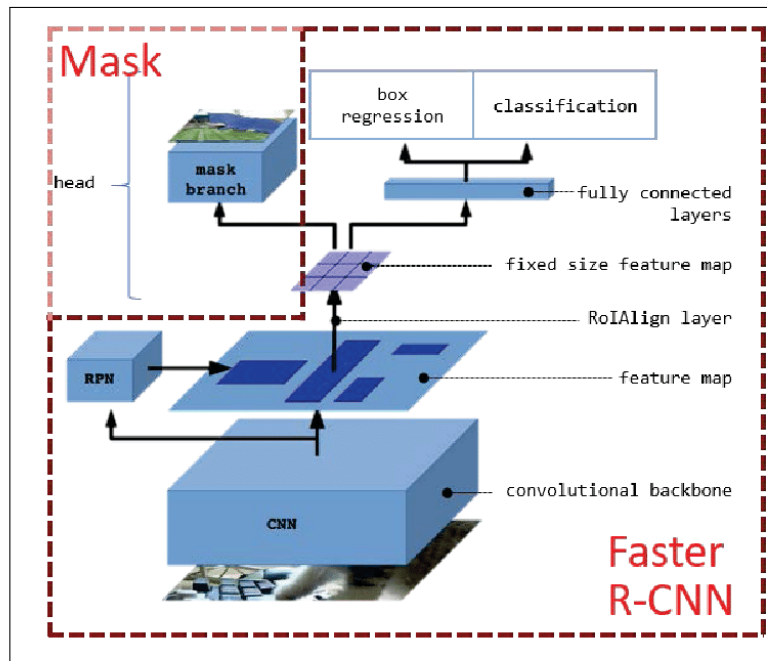 Mask
box
regression
classification
head
mask
branch
fully connected
layers
fixed size feature map
RoIAlign layer
RPN
feature map
convolutional backbone
CNN
Faster
R-CNN